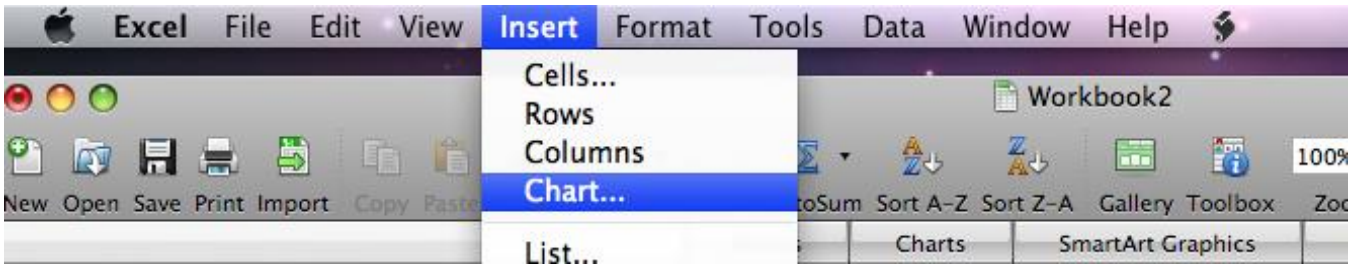 Excel File Edit View Insert Format Tools Data Window Help
Cells...
Workbook2
Rows
Columns
100%
Chart...
New Open Save Print Import Copy Paste toSum Sort A-Z Sort Z-A Gallery Toolbox Zoo
Charts SmartArt Graphics
List...